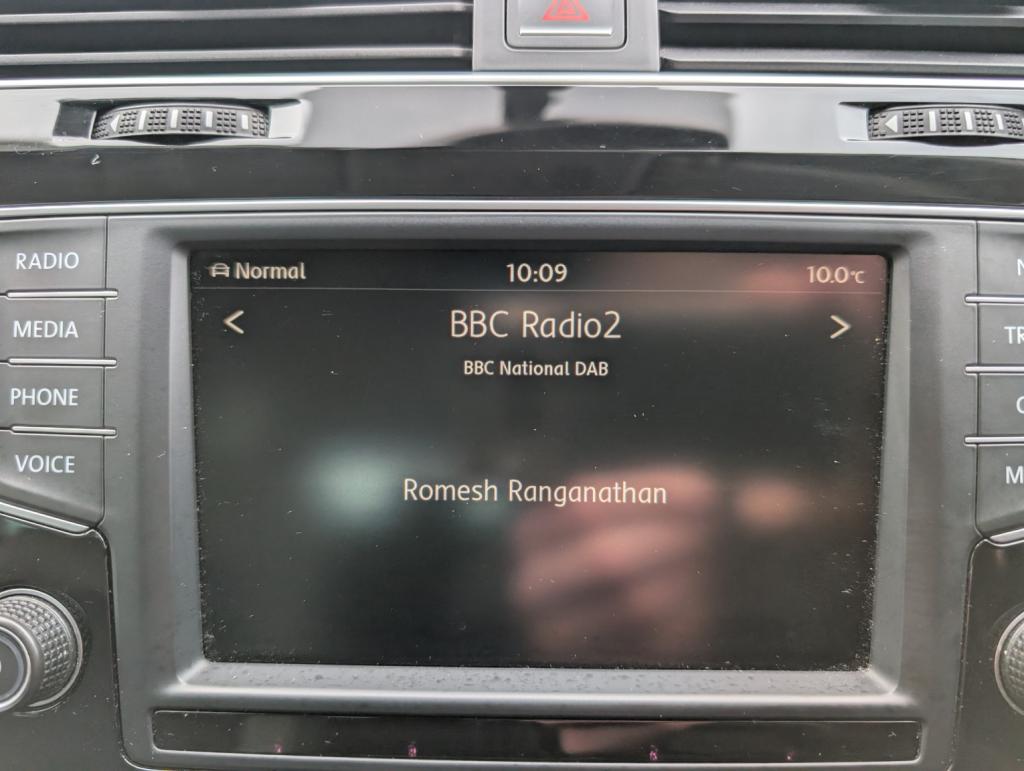 Normal 10:09 10.0°C
< BBC Radio2 >
BBC National DAB
Romesh Ranganathan
RADIO
MEDIA
PHONE
VOICE